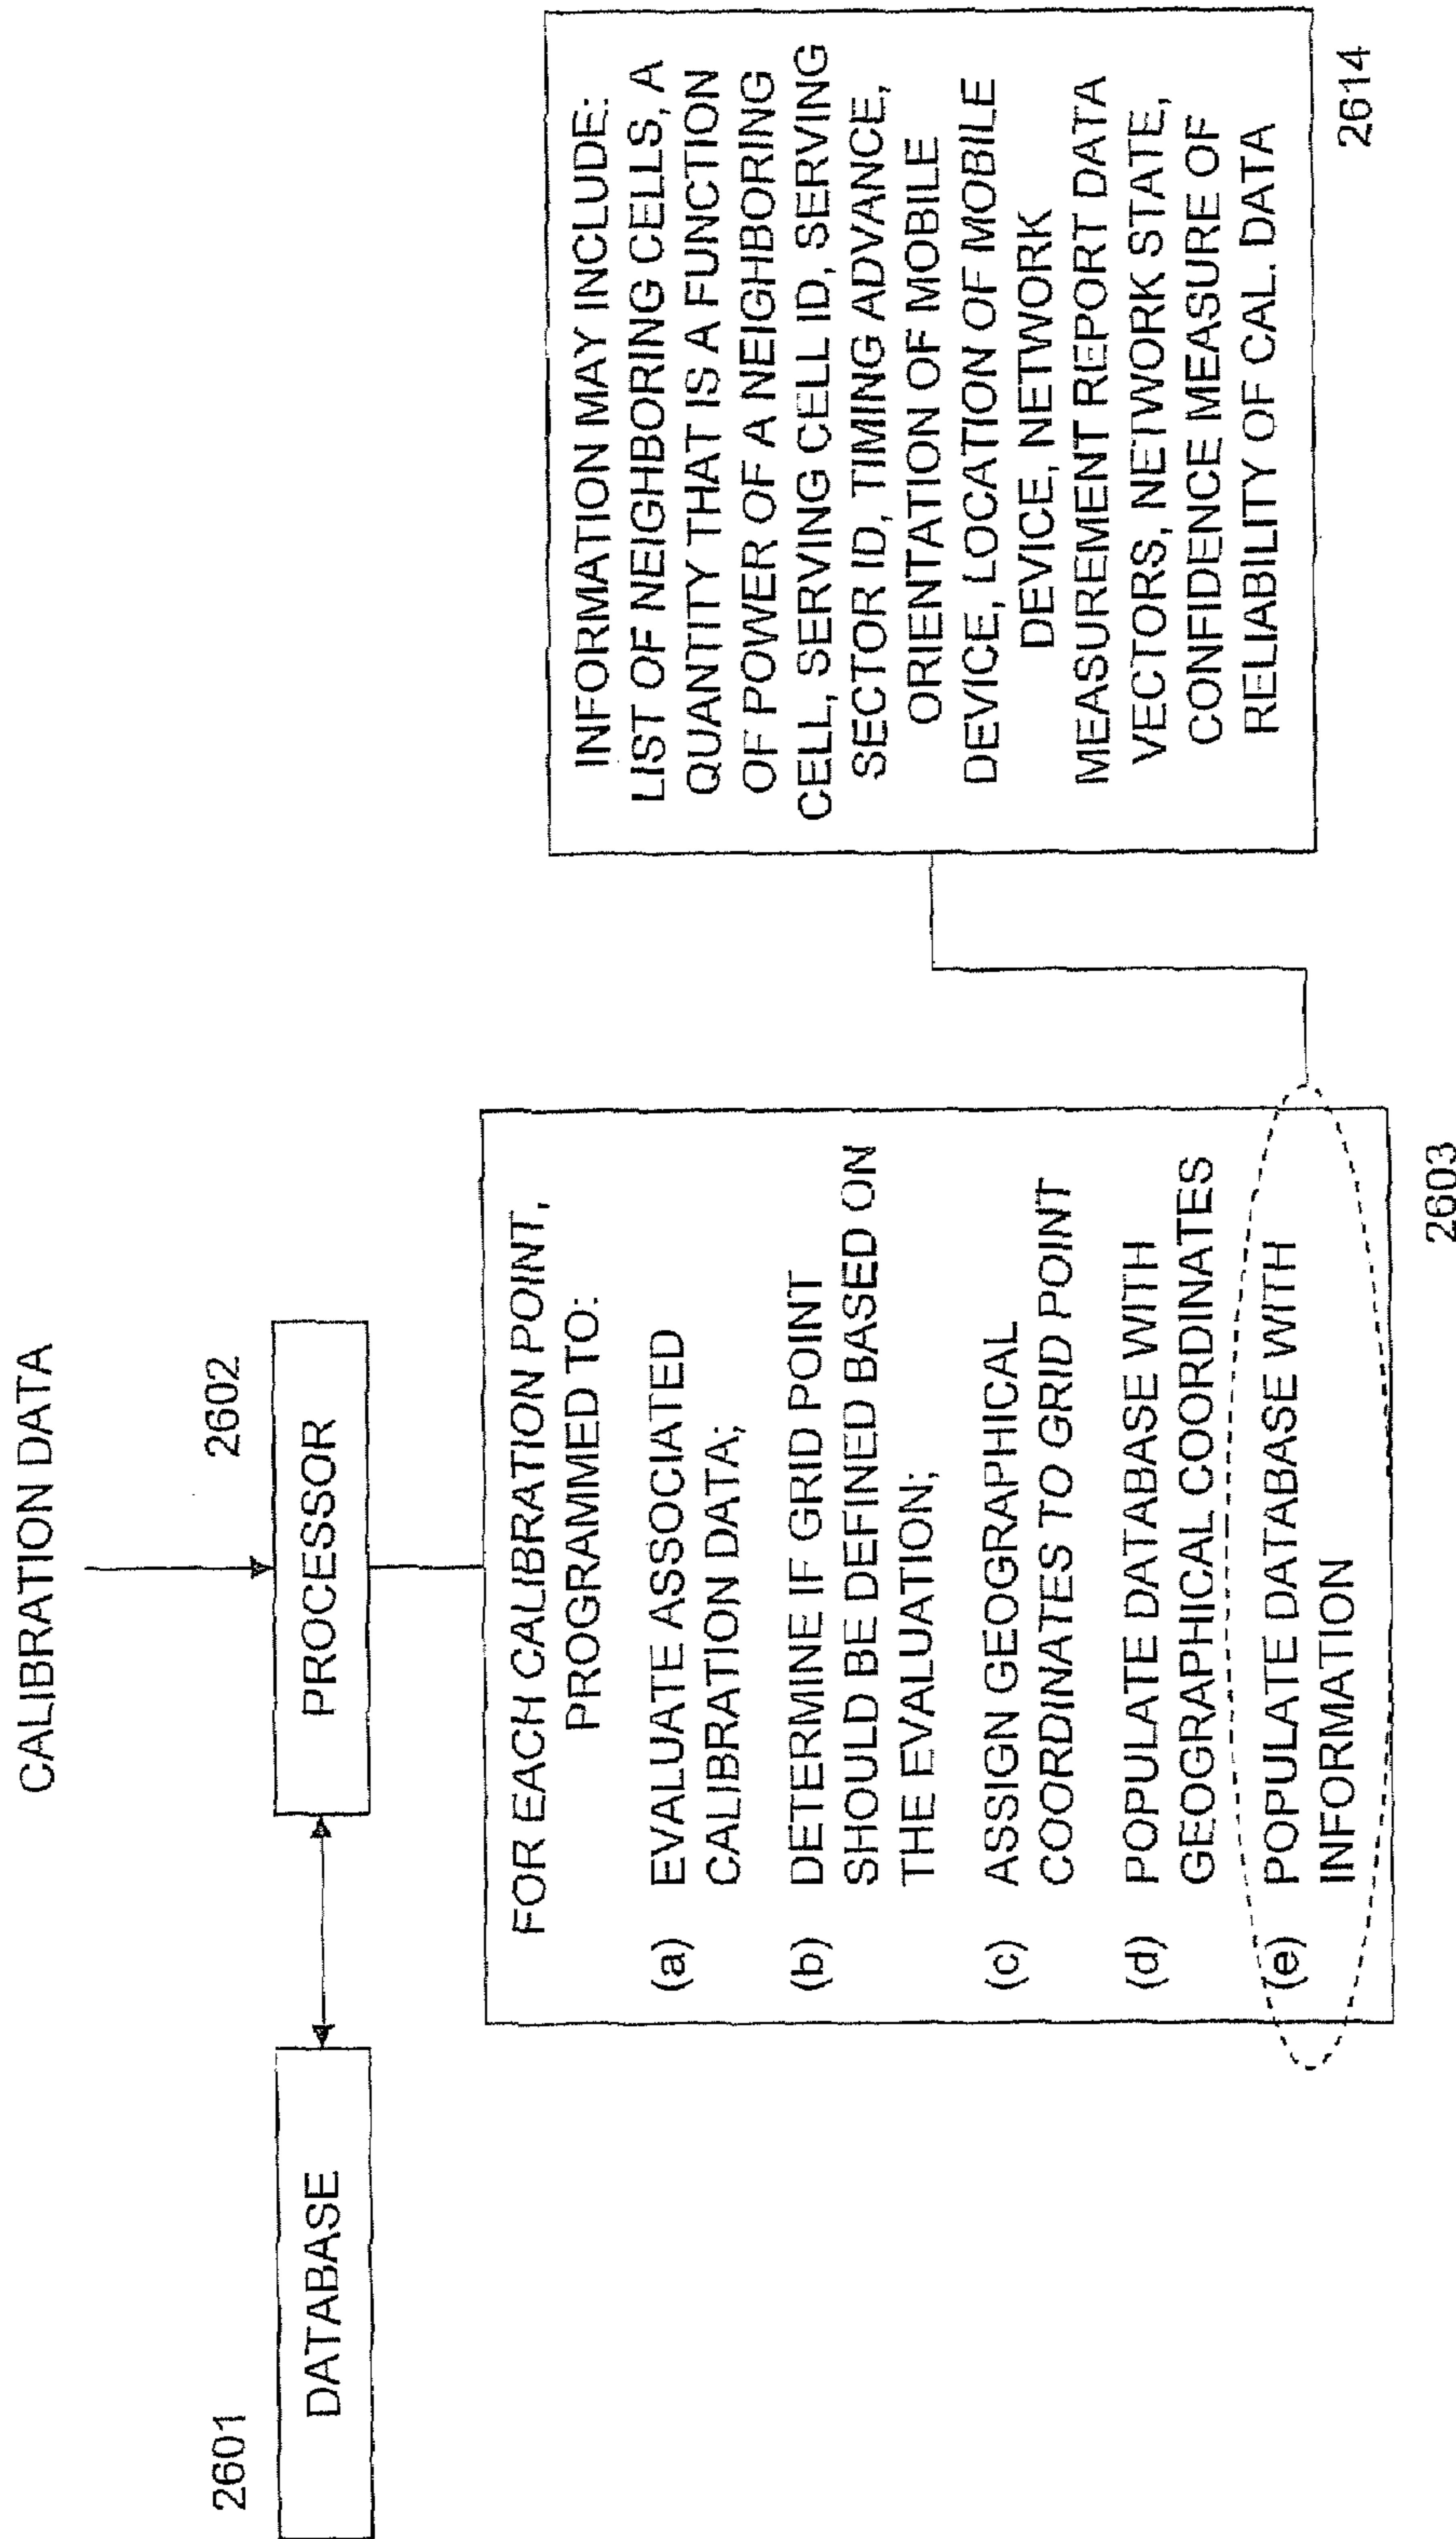 CALIBRATION DATA
2601
DATABASE
2602
PROCESSOR
FOR EACH CALIBRATION POINT,
PROGRAMMED TO:
(a) EVALUATE ASSOCIATED
CALIBRATION DATA;
(b) DETERMINE IF GRID POINT
SHOULD BE DEFINED BASED ON
THE EVALUATION;
(c) ASSIGN GEOGRAPHICAL
COORDINATES TO GRID POINT
(d) POPULATE DATABASE WITH
GEOGRAPHICAL COORDINATES
(e) POPULATE DATABASE WITH
INFORMATION
2603
INFORMATION MAY INCLUDE:
LIST OF NEIGHBORING CELLS, A
QUANTITY THAT IS A FUNCTION
OF POWER OF A NEIGHBORING
CELL, SERVING CELL ID, SERVING
SECTOR ID, TIMING ADVANCE,
ORIENTATION OF MOBILE
DEVICE, LOCATION OF MOBILE
DEVICE, NETWORK
MEASUREMENT REPORT DATA
VECTORS, NETWORK STATE,
CONFIDENCE MEASURE OF
RELIABILITY OF CAL. DATA
2614